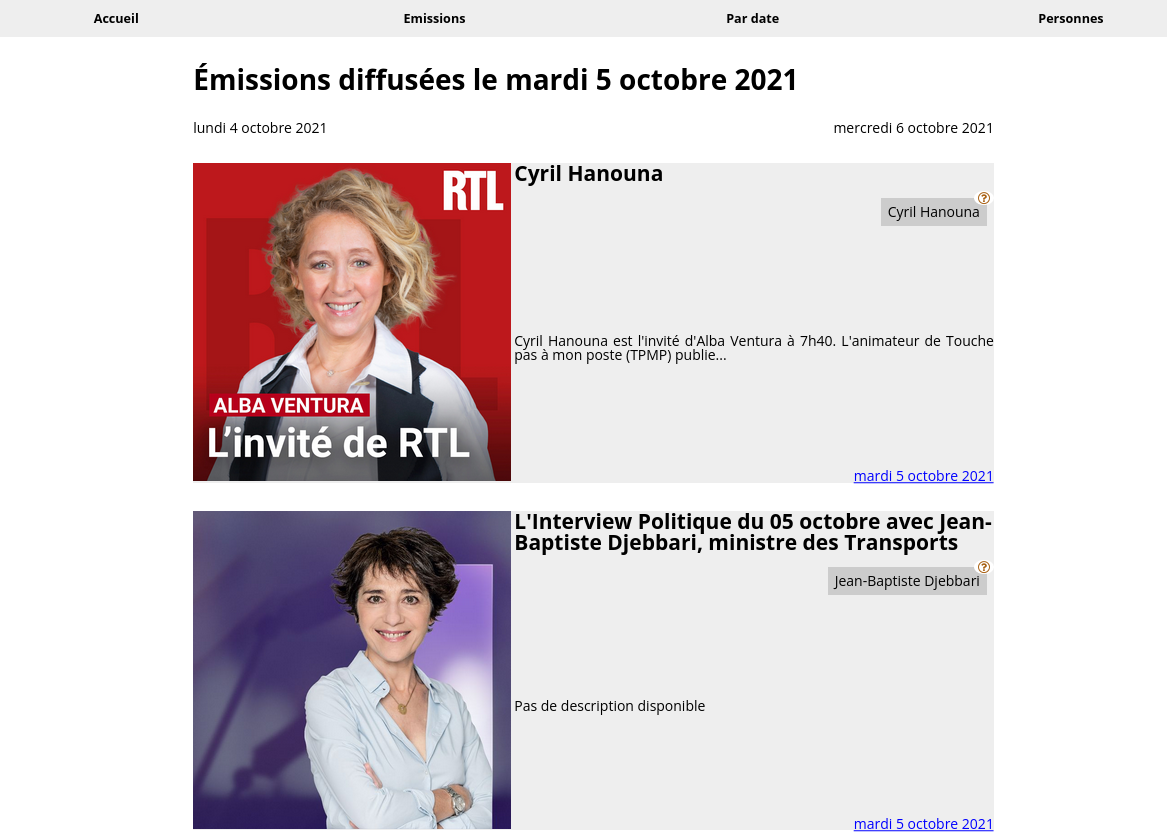 Accueil Emissions Par date Personnes
Émissions diffusées le mardi 5 octobre 2021
lundi 4 octobre 2021 mercredi 6 octobre 2021
RTL
ALBA VENTURA
L'invité de RTL
Cyril Hanouna
?
Cyril Hanouna
Cyril Hanouna est l'invité d'Alba Ventura à 7h40. L'animateur de Touche
pas à mon poste (TPMP) publie...
mardi 5 octobre 2021
L'Interview Politique du 05 octobre avec Jean-
Baptiste Djebbari, ministre des Transports
?
Jean-Baptiste Djebbari
Pas de description disponible
mardi 5 octobre 2021